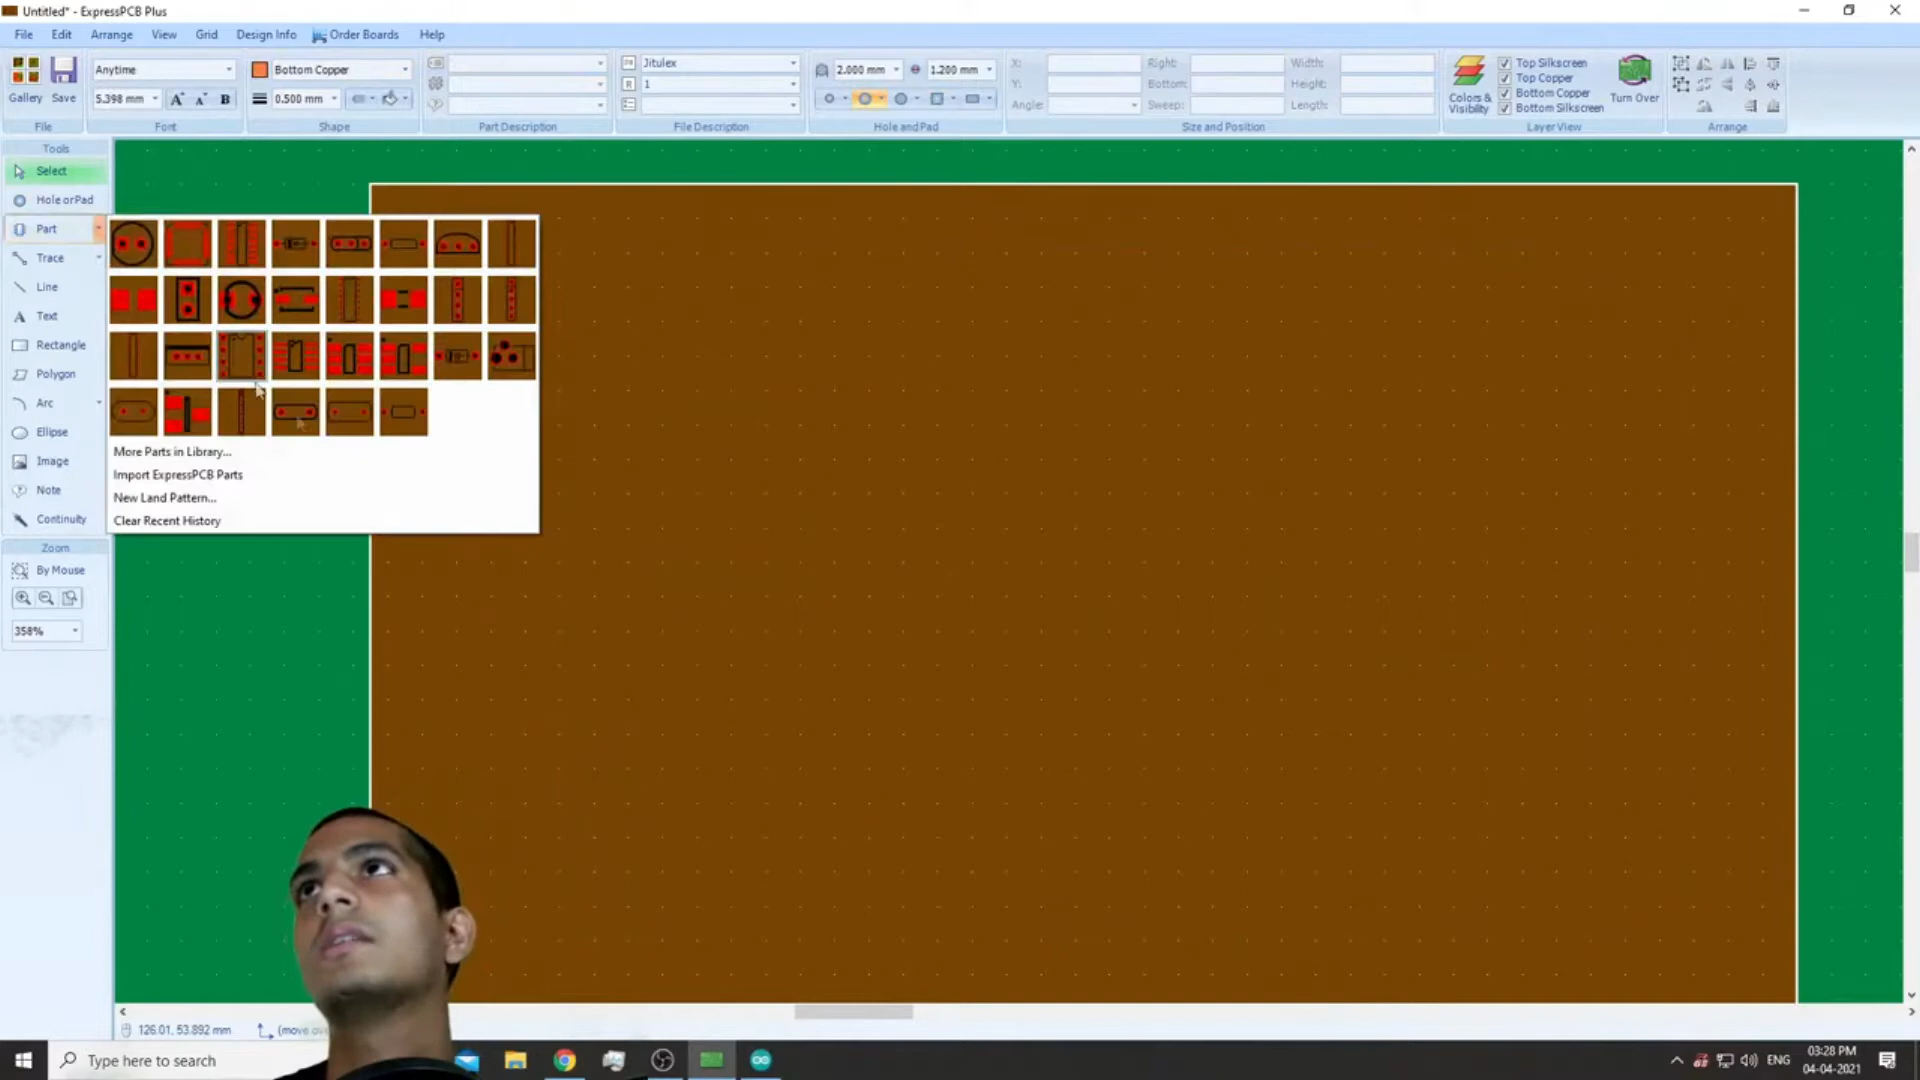 Untitled* - ExpressPCB Plus
File Edit Arrange View Grid Design Info Order Boards Help
Anytime
Bottom Copper
Jitulex
2.000 mm
1.200 mm
X:
Right:
Width:
Top Silkscreen
5.398 mm
A
A
B
0.500 mm
1
Y:
Bottom:
Height:
Top Copper
Gallery
Save
Angle:
Sweep:
Length:
Colors & Visibility
Bottom Copper
Bottom Silkscreen
Turn Over
File
Font
Shape
Part Description
File Description
Hole and Pad
Size and Position
Layer View
Arrange
Tools
Select
Hole orPad
Part
Trace
Line
Text
Rectangle
Polygon
Arc
Ellipse
Image
Note
Continuity
Zoom
By Mouse
358%
More Parts in Library...
Import ExpressPCB Parts
New Land Pattern...
Clear Recent History
126.01, 53.892 mm
(move ov
Type here to search
ENG
03:28 PM
04-04-2021